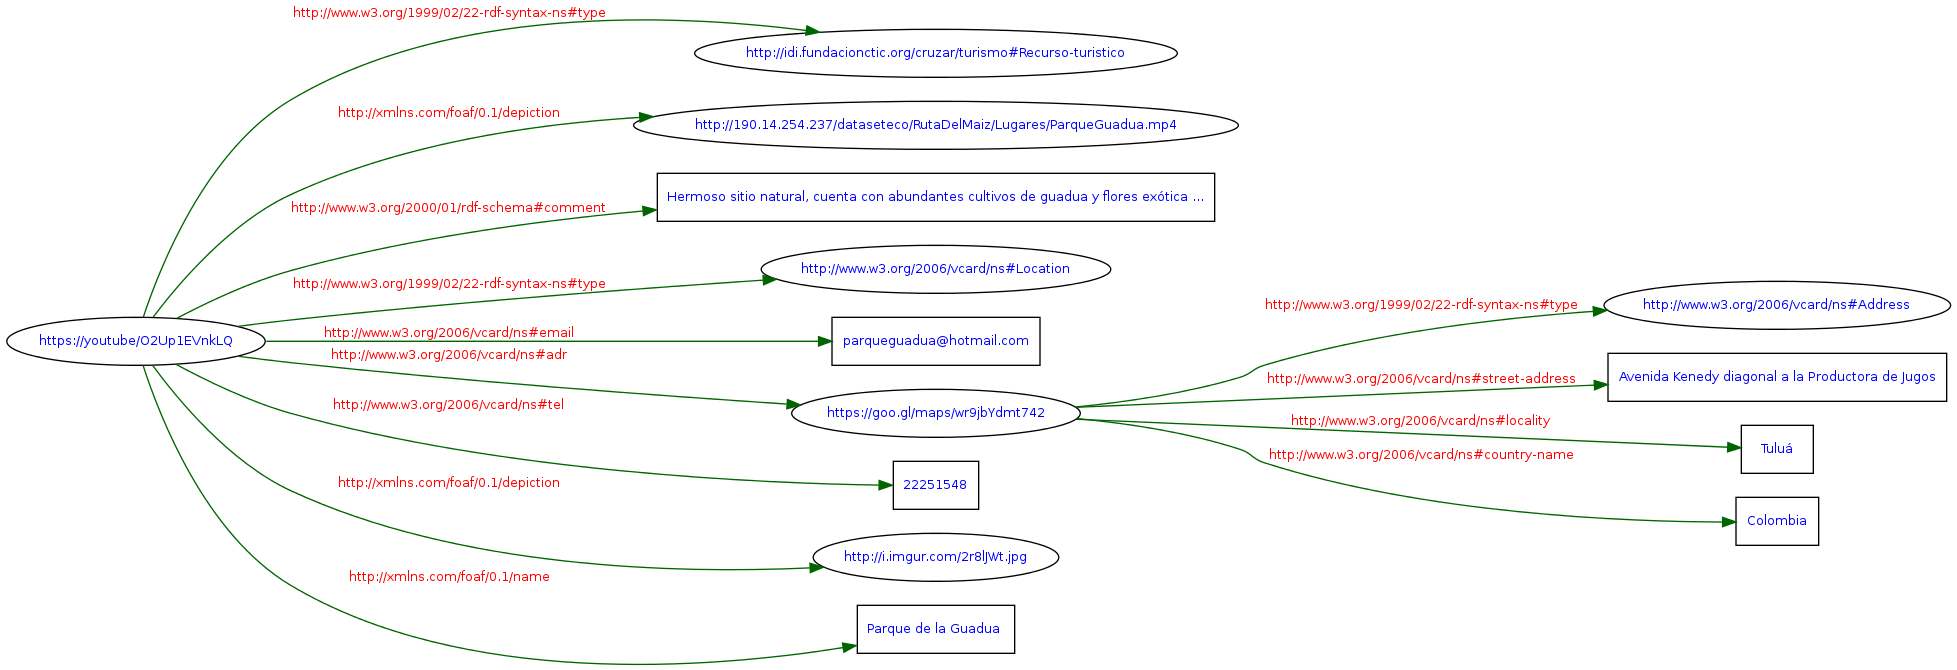 http://www.w3.org/1999/02/22-rdf-syntax-ns#type
http://idi.fundacionctic.org/cruzar/turismo#Recurso-turistico
http://xmlns.com/foaf/0.1/depiction
http://190.14.254.237/dataseteco/RutaDelMaiz/Lugares/ParqueGuadua.mp4
http://www.w3.org/2000/01/rdf-schema#comment
Hermoso sitio natural, cuenta con abundantes cultivos de guadua y flores exótica ...
http://www.w3.org/1999/02/22-rdf-syntax-ns#type
http://www.w3.org/2006/vcard/ns#Location
https://youtube/O2Up1EVnkLQ
http://www.w3.org/2006/vcard/ns#email
parqueguadua@hotmail.com
http://www.w3.org/2006/vcard/ns#adr
https://goo.gl/maps/wr9jbYdmt742
http://www.w3.org/2006/vcard/ns#tel
22251548
http://xmlns.com/foaf/0.1/depiction
http://i.imgur.com/2r8lJWt.jpg
http://xmlns.com/foaf/0.1/name
Parque de la Guadua
http://www.w3.org/1999/02/22-rdf-syntax-ns#type
http://www.w3.org/2006/vcard/ns#Address
http://www.w3.org/2006/vcard/ns#street-address
Avenida Kenedy diagonal a la Productora de Jugos
http://www.w3.org/2006/vcard/ns#locality
Tuluá
http://www.w3.org/2006/vcard/ns#country-name
Colombia